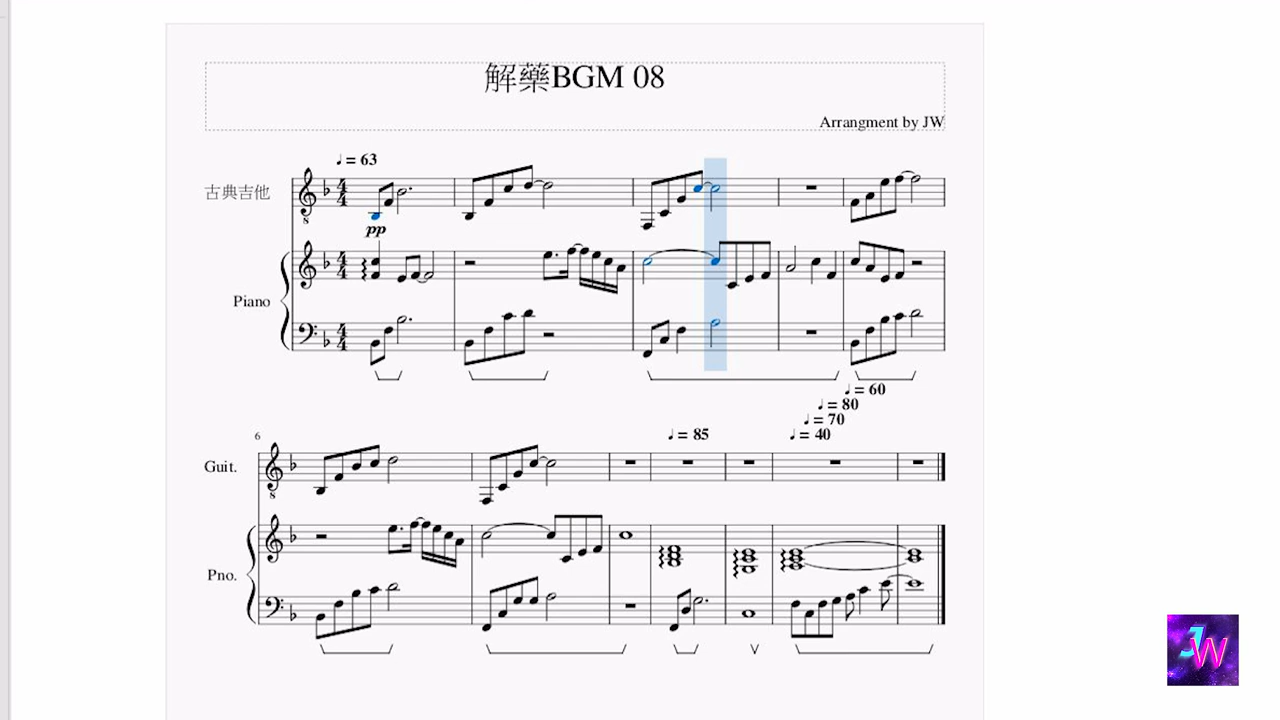 解藥BGM 08
Arrangment by JW
♩ = 63
古典吉他
pp
Piano
♩ = 60
♩ = 80
♩ = 70
♩ = 85
♩ = 40
6
Guit.
Pno.
JW